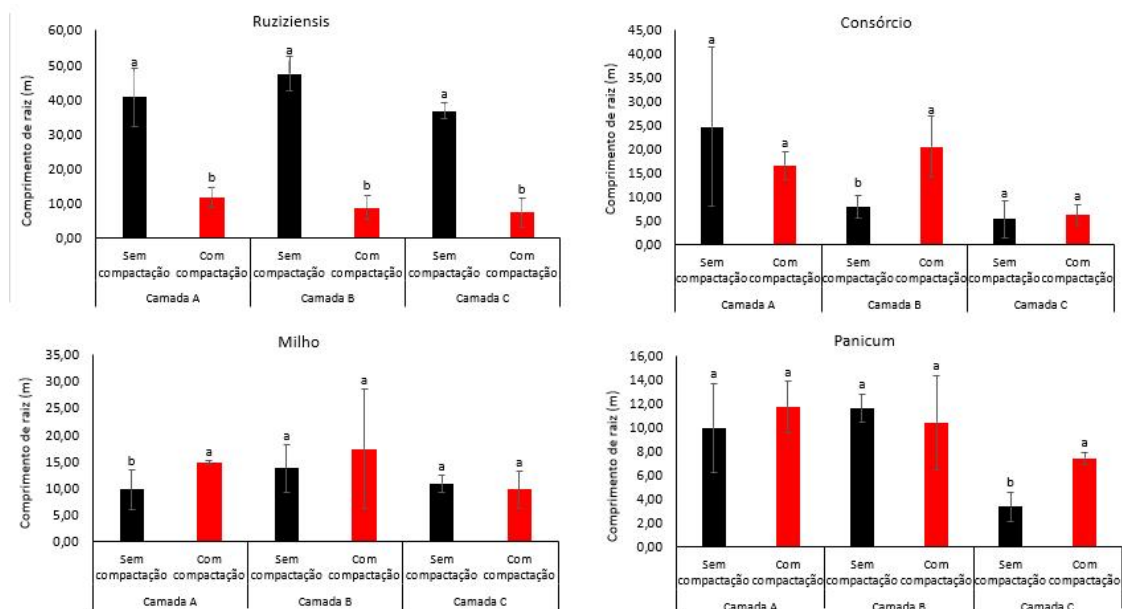 Ruziziensis
Comprimento de raiz (m)
60,00
50,00
40,00
30,00
20,00
10,00
0,00
a
b
a
b
a
b
Sem compactação
Com compactação
Sem compactação
Com compactação
Sem compactação
Com compactação
Camada A
Camada B
Camada C
Consórcio
Comprimento de raiz (m)
45,00
40,00
35,00
30,00
25,00
20,00
15,00
10,00
5,00
0,00
a
a
b
a
a
a
Sem compactação
Com compactação
Sem compactação
Com compactação
Sem compactação
Com compactação
Camada A
Camada B
Camada C
Milho
Comprimento de raiz (m)
35,00
30,00
25,00
20,00
15,00
10,00
5,00
0,00
b
a
a
a
a
a
Sem compactação
Com compactação
Sem compactação
Com compactação
Sem compactação
Com compactação
Camada A
Camada B
Camada C
Panicum
Comprimento de raiz (m)
16,00
14,00
12,00
10,00
8,00
6,00
4,00
2,00
0,00
a
a
a
a
b
a
Sem compactação
Com compactação
Sem compactação
Com compactação
Sem compactação
Com compactação
Camada A
Camada B
Camada C